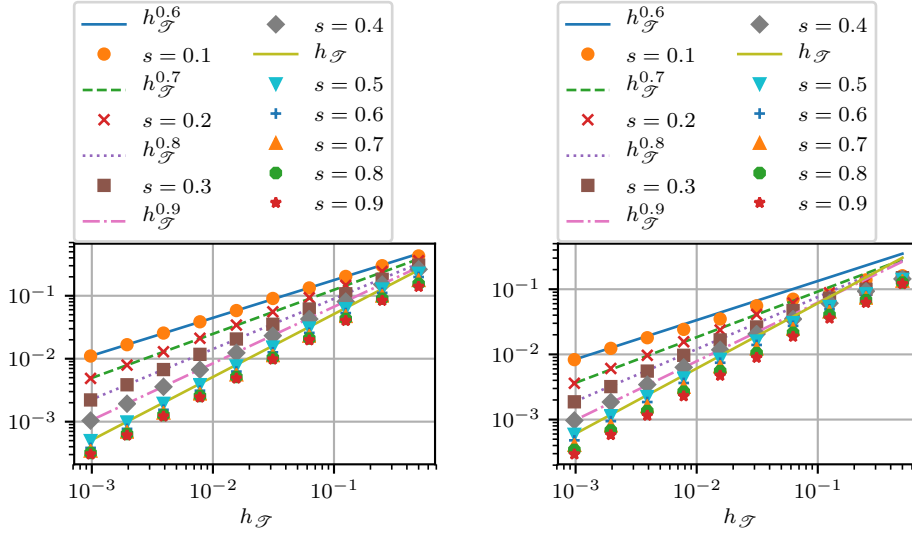 h_𝒯^0.6
s = 0.1
h_𝒯^0.7
s = 0.2
h_𝒯^0.8
s = 0.3
h_𝒯^0.9
s = 0.4
h_𝒯
s = 0.5
s = 0.6
s = 0.7
s = 0.8
s = 0.9
10^−1
10^−2
10^−3
10^−3
10^−2
10^−1
h_𝒯
h_𝒯^0.6
s = 0.1
h_𝒯^0.7
s = 0.2
h_𝒯^0.8
s = 0.3
h_𝒯^0.9
s = 0.4
h_𝒯
s = 0.5
s = 0.6
s = 0.7
s = 0.8
s = 0.9
10^−1
10^−2
10^−3
10^−3
10^−2
10^−1
h_𝒯